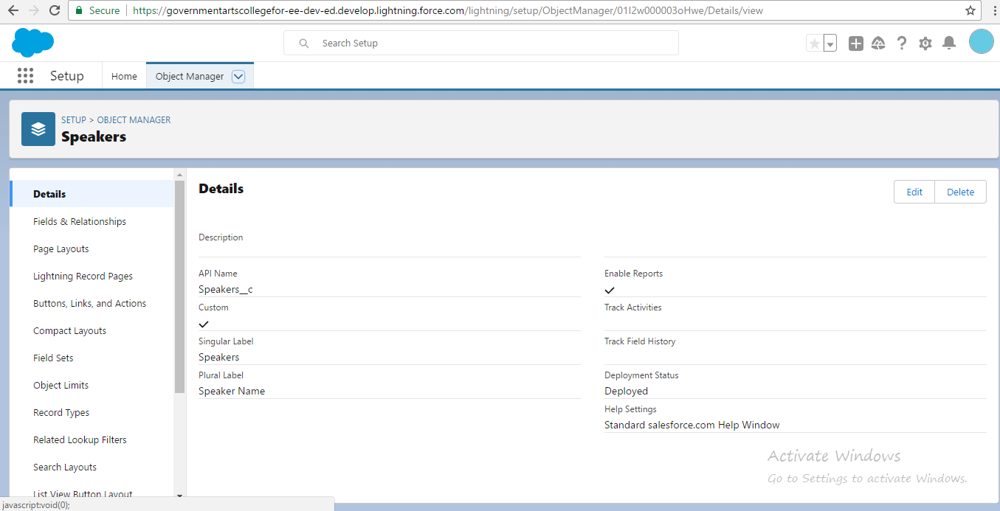 Secure https://governmentartscollegefor-ee-dev-ed.develop.lightning.force.com/lightning/setup/ObjectManager/01I2w000003oHwe/Details/view
Search Setup
Setup Home Object Manager
SETUP > OBJECT MANAGER
Speakers
Details
Fields & Relationships
Page Layouts
Lightning Record Pages
Buttons, Links, and Actions
Compact Layouts
Field Sets
Object Limits
Record Types
Related Lookup Filters
Search Layouts
List View Button Layout
Details
Edit Delete
Description
API Name
Speakers__c
Custom
Singular Label
Speakers
Plural Label
Speaker Name
Enable Reports
Track Activities
Track Field History
Deployment Status
Deployed
Help Settings
Standard salesforce.com Help Window
Activate Windows
Go to Settings to activate Windows.
javascript:void(0);